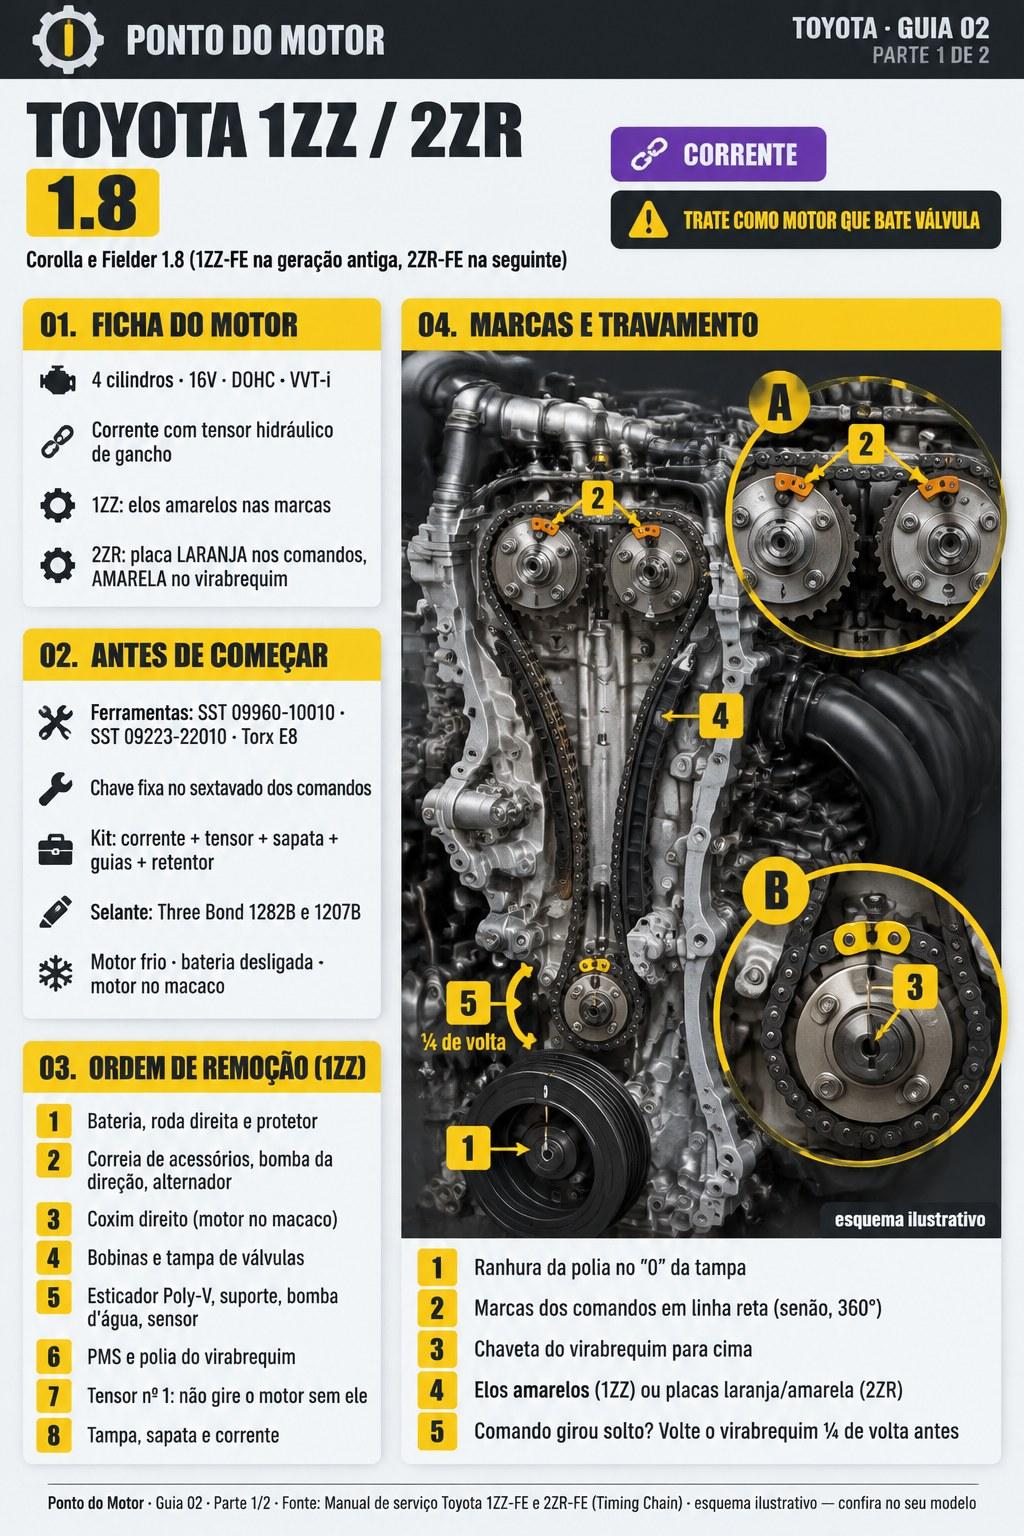 PONTO DO MOTOR
TOYOTA · GUIA 02
PARTE 1 DE 2
TOYOTA 1ZZ / 2ZR
1.8
CORRENTE
TRATE COMO MOTOR QUE BATE VÁLVULA
Corolla e Fielder 1.8 (1ZZ-FE na geração antiga, 2ZR-FE na seguinte)
01. FICHA DO MOTOR
4 cilindros · 16V · DOHC · VVT-i
Corrente com tensor hidráulico
de gancho
1ZZ: elos amarelos nas marcas
2ZR: placa LARANJA nos comandos,
AMARELA no virabrequim
02. ANTES DE COMEÇAR
Ferramentas: SST 09960-10010 ·
SST 09223-22010 · Torx E8
Chave fixa no sextavado dos comandos
Kit: corrente + tensor + sapata +
guias + retentor
Selante: Three Bond 1282B e 1207B
Motor frio · bateria desligada ·
motor no macaco
03. ORDEM DE REMOÇÃO (1ZZ)
1 Bateria, roda direita e protetor
2 Correia de acessórios, bomba da
direção, alternador
3 Coxim direito (motor no macaco)
4 Bobinas e tampa de válvulas
5 Esticador Poly-V, suporte, bomba
d'água, sensor
6 PMS e polia do virabrequim
7 Tensor nº 1: não gire o motor sem ele
8 Tampa, sapata e corrente
04. MARCAS E TRAVAMENTO
A
2
2
4
B
3
5
¼ de volta
0
1
esquema ilustrativo
1 Ranhura da polia no "0" da tampa
2 Marcas dos comandos em linha reta (senão, 360°)
3 Chaveta do virabrequim para cima
4 Elos amarelos (1ZZ) ou placas laranja/amarela (2ZR)
5 Comando girou solto? Volte o virabrequim ¼ de volta antes
Ponto do Motor · Guia 02 · Parte 1/2 · Fonte: Manual de serviço Toyota 1ZZ-FE e 2ZR-FE (Timing Chain) · esquema ilustrativo — confira no seu modelo